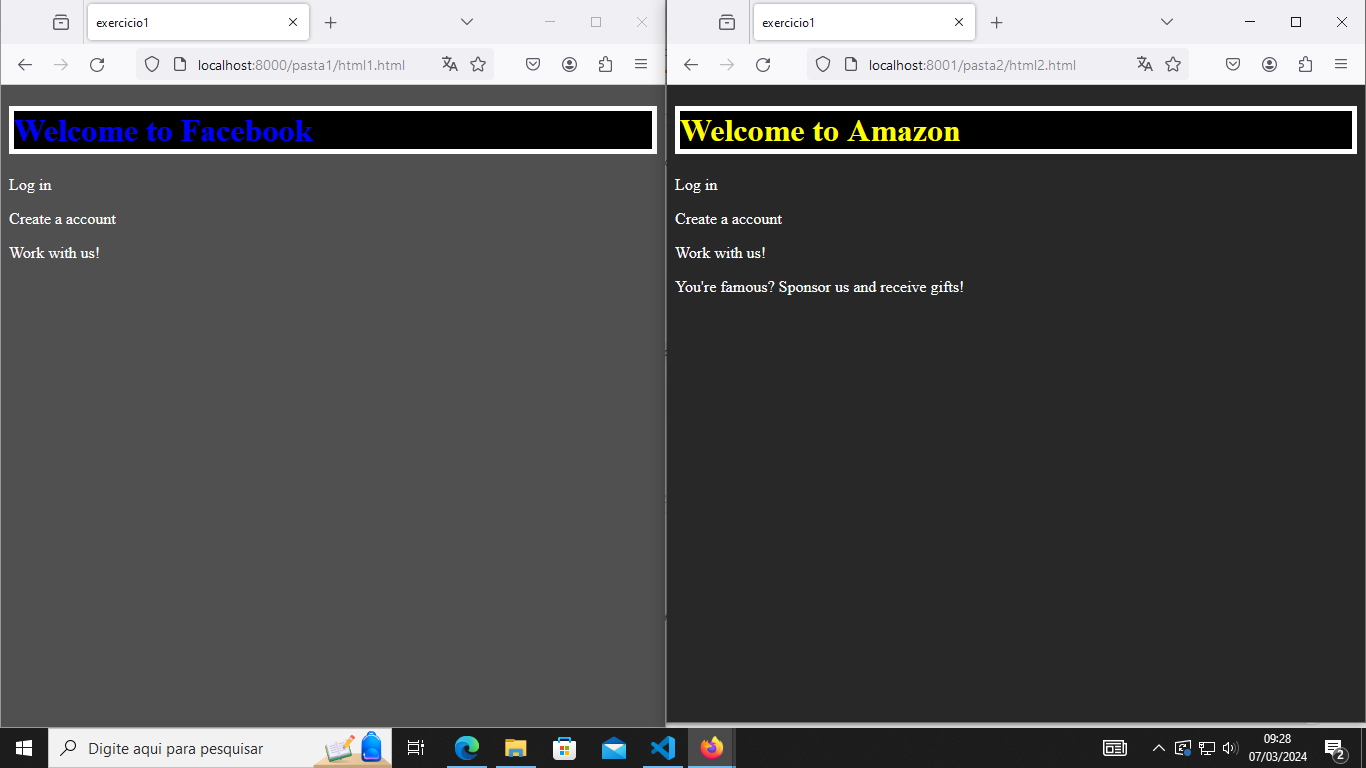 exercicio1
localhost:8000/pasta1/html1.html
Welcome to Facebook
Log in
Create a account
Work with us!
exercicio1
localhost:8001/pasta2/html2.html
Welcome to Amazon
Log in
Create a account
Work with us!
You're famous? Sponsor us and receive gifts!
Digite aqui para pesquisar
09:28
07/03/2024
2